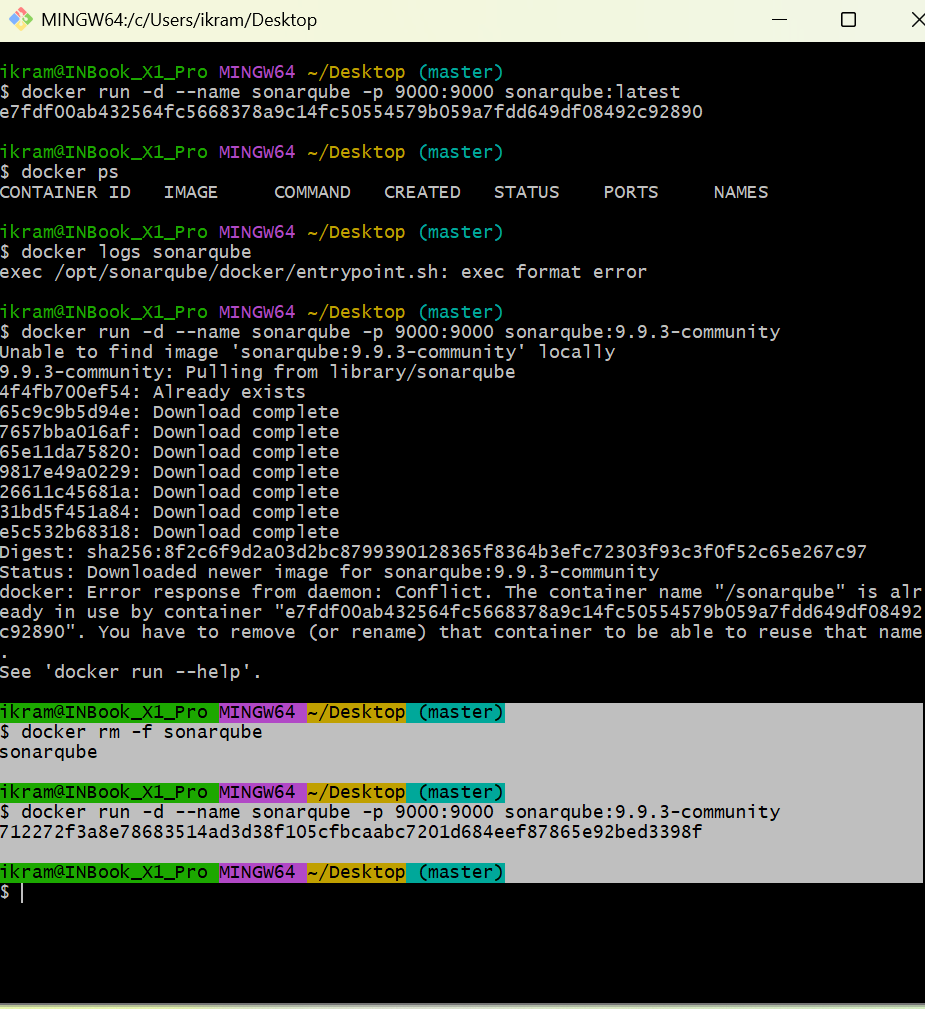 MINGW64:/c/Users/ikram/Desktop
ikram@INBook_X1_Pro MINGW64 ~/Desktop (master)
$ docker run -d --name sonarqube -p 9000:9000 sonarqube:latest
e7fdf00ab432564fc5668378a9c14fc50554579b059a7fdd649df08492c92890
ikram@INBook_X1_Pro MINGW64 ~/Desktop (master)
$ docker ps
CONTAINER ID   IMAGE     COMMAND   CREATED   STATUS    PORTS     NAMES
ikram@INBook_X1_Pro MINGW64 ~/Desktop (master)
$ docker logs sonarqube
exec /opt/sonarqube/docker/entrypoint.sh: exec format error
ikram@INBook_X1_Pro MINGW64 ~/Desktop (master)
$ docker run -d --name sonarqube -p 9000:9000 sonarqube:9.9.3-community
Unable to find image 'sonarqube:9.9.3-community' locally
9.9.3-community: Pulling from library/sonarqube
4f4fb700ef54: Already exists
65c9c9b5d94e: Download complete
7657bba016af: Download complete
65e11da75820: Download complete
9817e49a0229: Download complete
26611c45681a: Download complete
31bd5f451a84: Download complete
e5c532b68318: Download complete
Digest: sha256:8f2c6f9d2a03d2bc8799390128365f8364b3efc72303f93c3f0f52c65e267c97
Status: Downloaded newer image for sonarqube:9.9.3-community
docker: Error response from daemon: Conflict. The container name "/sonarqube" is alr
eady in use by container "e7fdf00ab432564fc5668378a9c14fc50554579b059a7fdd649df08492
c92890". You have to remove (or rename) that container to be able to reuse that name
.
See 'docker run --help'.
ikram@INBook_X1_Pro MINGW64 ~/Desktop (master)
$ docker rm -f sonarqube
sonarqube
ikram@INBook_X1_Pro MINGW64 ~/Desktop (master)
$ docker run -d --name sonarqube -p 9000:9000 sonarqube:9.9.3-community
712272f3a8e78683514ad3d38f105cfbcaabc7201d684eef87865e92bed3398f
ikram@INBook_X1_Pro MINGW64 ~/Desktop (master)
$